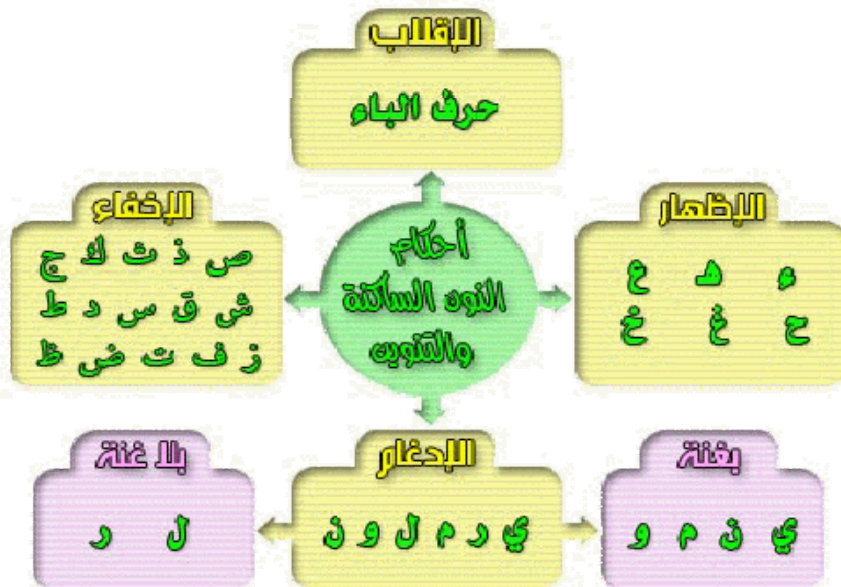 الإقلاب
حرف الباء
الإظهار
ء هـ ع
ح غ خ
أحكام
النون الساكنة
والتنوين
الإخفاء
ص ذ ث ك ج
ش ق س د ط
ز ف ت ض ظ
بغنة
ي ن م و
الإدغام
ي ر م ل و ن
بلا غنة
ل ر